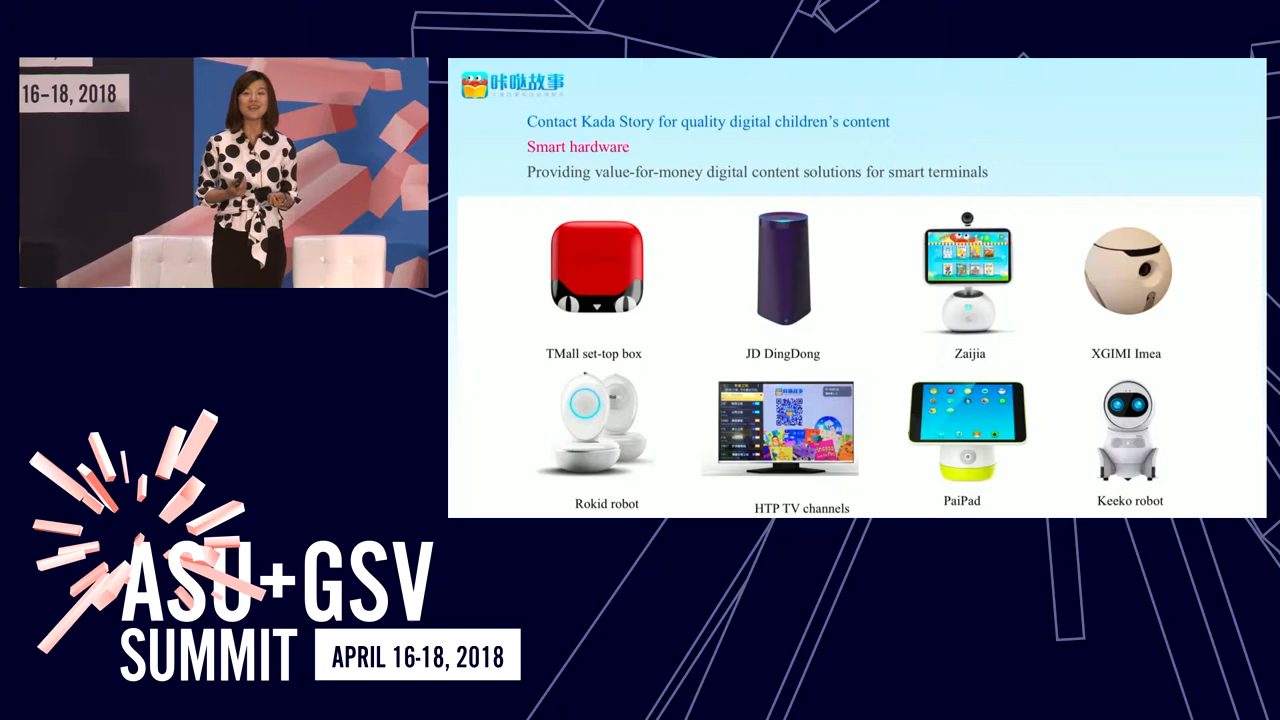 16–18, 2018
咔哒故事
Contact Kada Story for quality digital children’s content
Smart hardware
Providing value-for-money digital content solutions for smart terminals
TMall set-top box
JD DingDong
Zaijia
XGIMI Imea
Rokid robot
HTP TV channels
PaiPad
Keeko robot
ASU+GSV
SUMMIT
APRIL 16-18, 2018